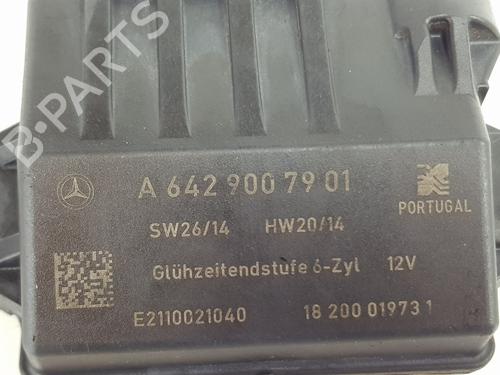 B-PARTS
A 642 900 79 01
PORTUGAL
SW26/14 HW20/14
Glühzeitendstufe 6-Zyl 12V
E2110021040 18 200 01973 1